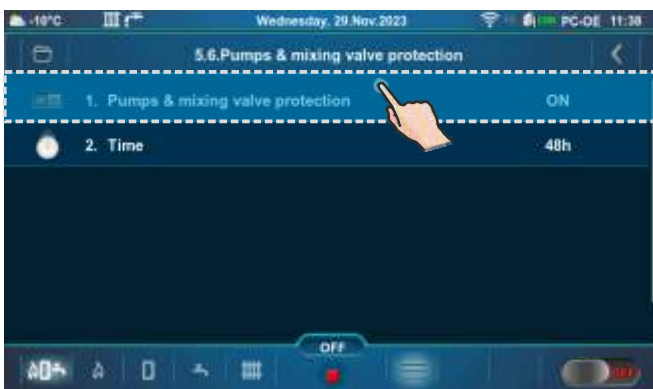 -10°C Wednesday, 29.Nov.2023 PC-OE 11:38
5.6.Pumps & mixing valve protection
1. Pumps & mixing valve protection ON
2. Time 48h
OFF
OFF